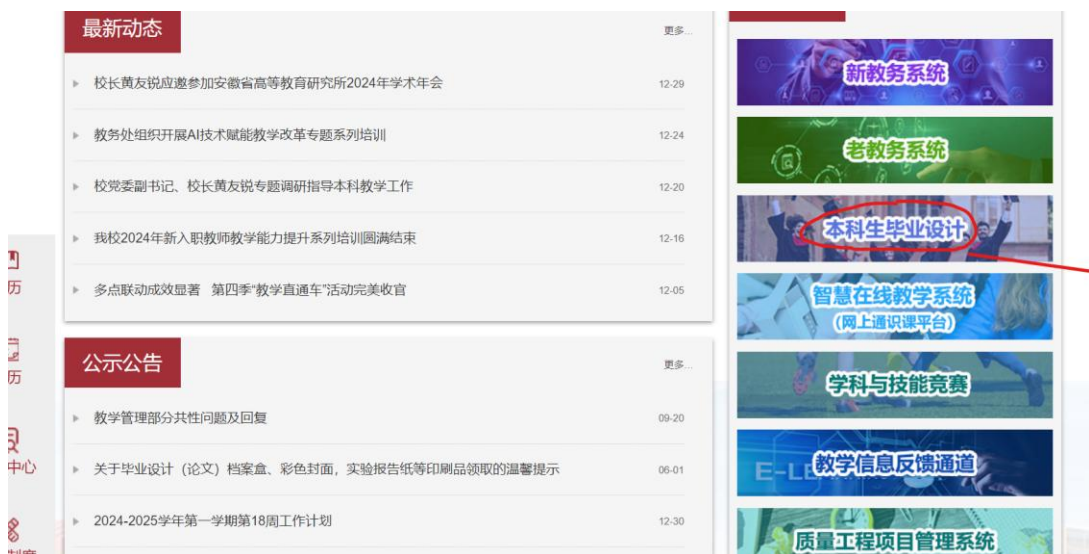 最新动态
更多...
校长黄友锐应邀参加安徽省高等教育研究所2024年学术年会
12-29
教务处组织开展AI技术赋能教学改革专题系列培训
12-24
校党委副书记、校长黄友锐专题调研指导本科教学工作
12-20
我校2024年新入职教师教学能力提升系列培训圆满结束
12-16
多点联动成效显著 第四季“教学直通车”活动完美收官
12-05
公示公告
更多...
教学管理部分共性问题及回复
09-20
关于毕业设计（论文）档案盒、彩色封面，实验报告纸等印刷品领取的温馨提示
06-01
2024-2025学年第一学期第18周工作计划
12-30
新教务系统
老教务系统
本科生毕业设计
智慧在线教学系统
(网上通识课平台)
学科与技能竞赛
E-LE
教学信息反馈通道
质量工程项目管理系统
历
历
中心